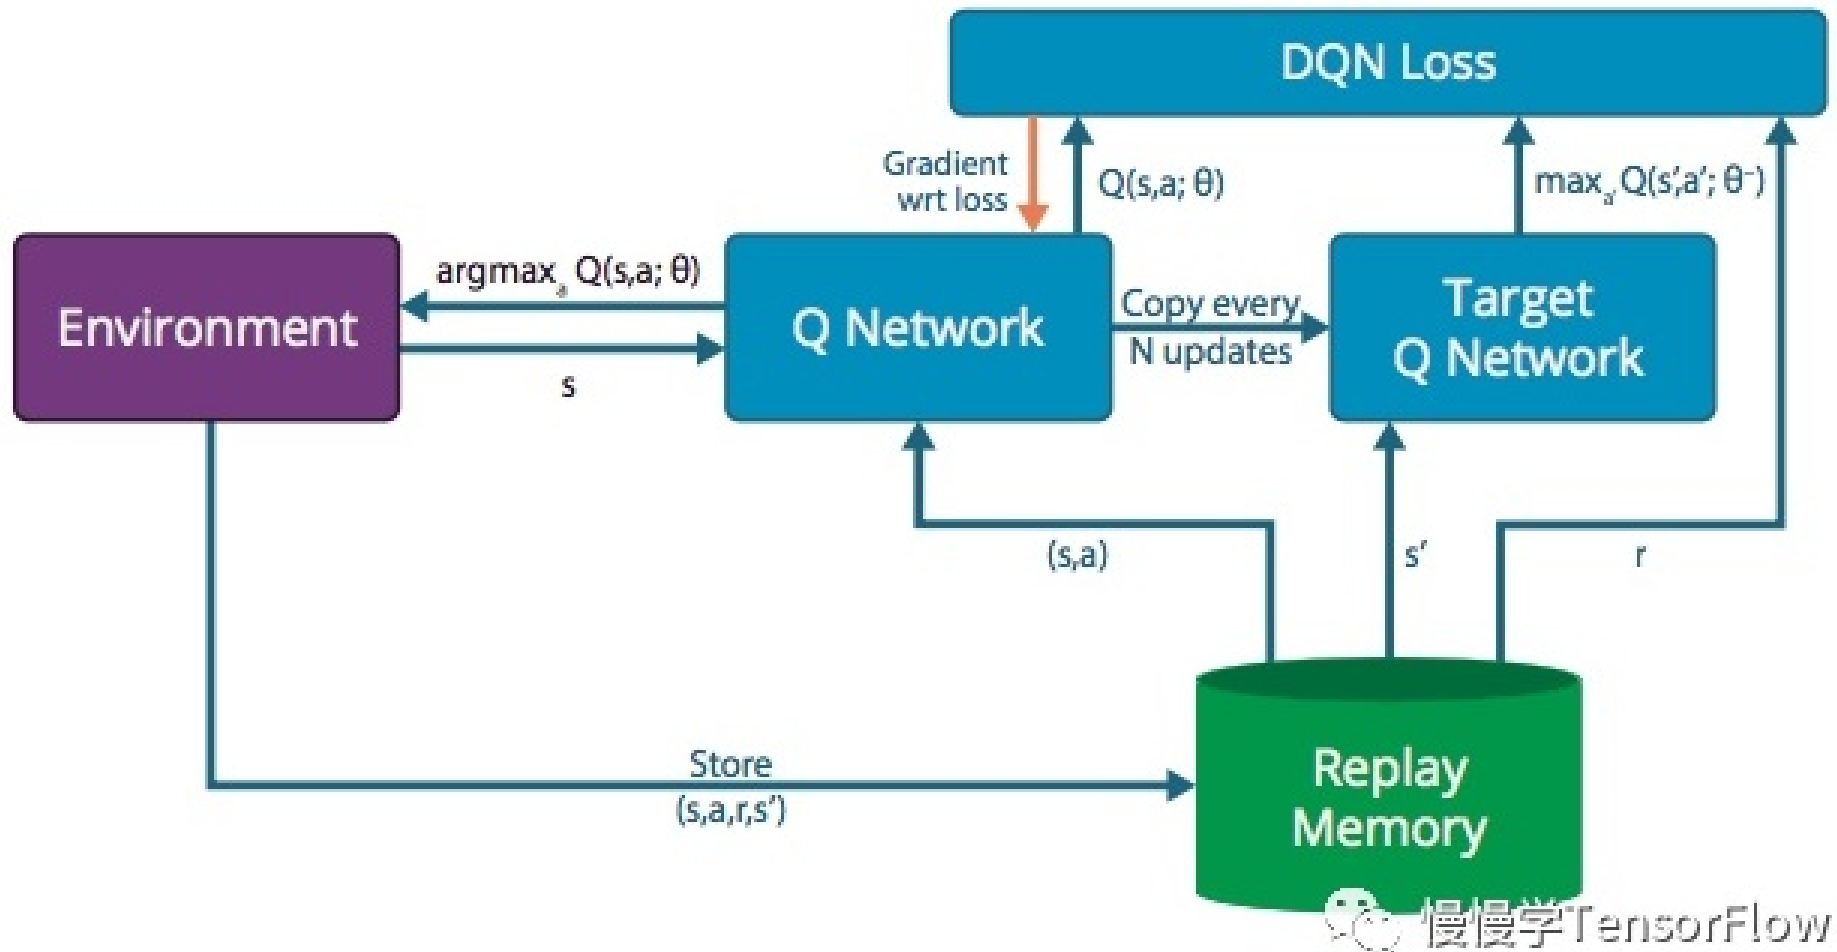 DQN Loss
Gradient
wrt loss
Q(s,a; θ)
maxₐ′ Q(s′,a′; θ⁻)
Environment
argmaxₐ Q(s,a; θ)
s
Q Network
Copy every
N updates
Target
Q Network
(s,a)
s′
r
Store
(s,a,r,s′)
Replay
Memory
慢慢学TensorFlow